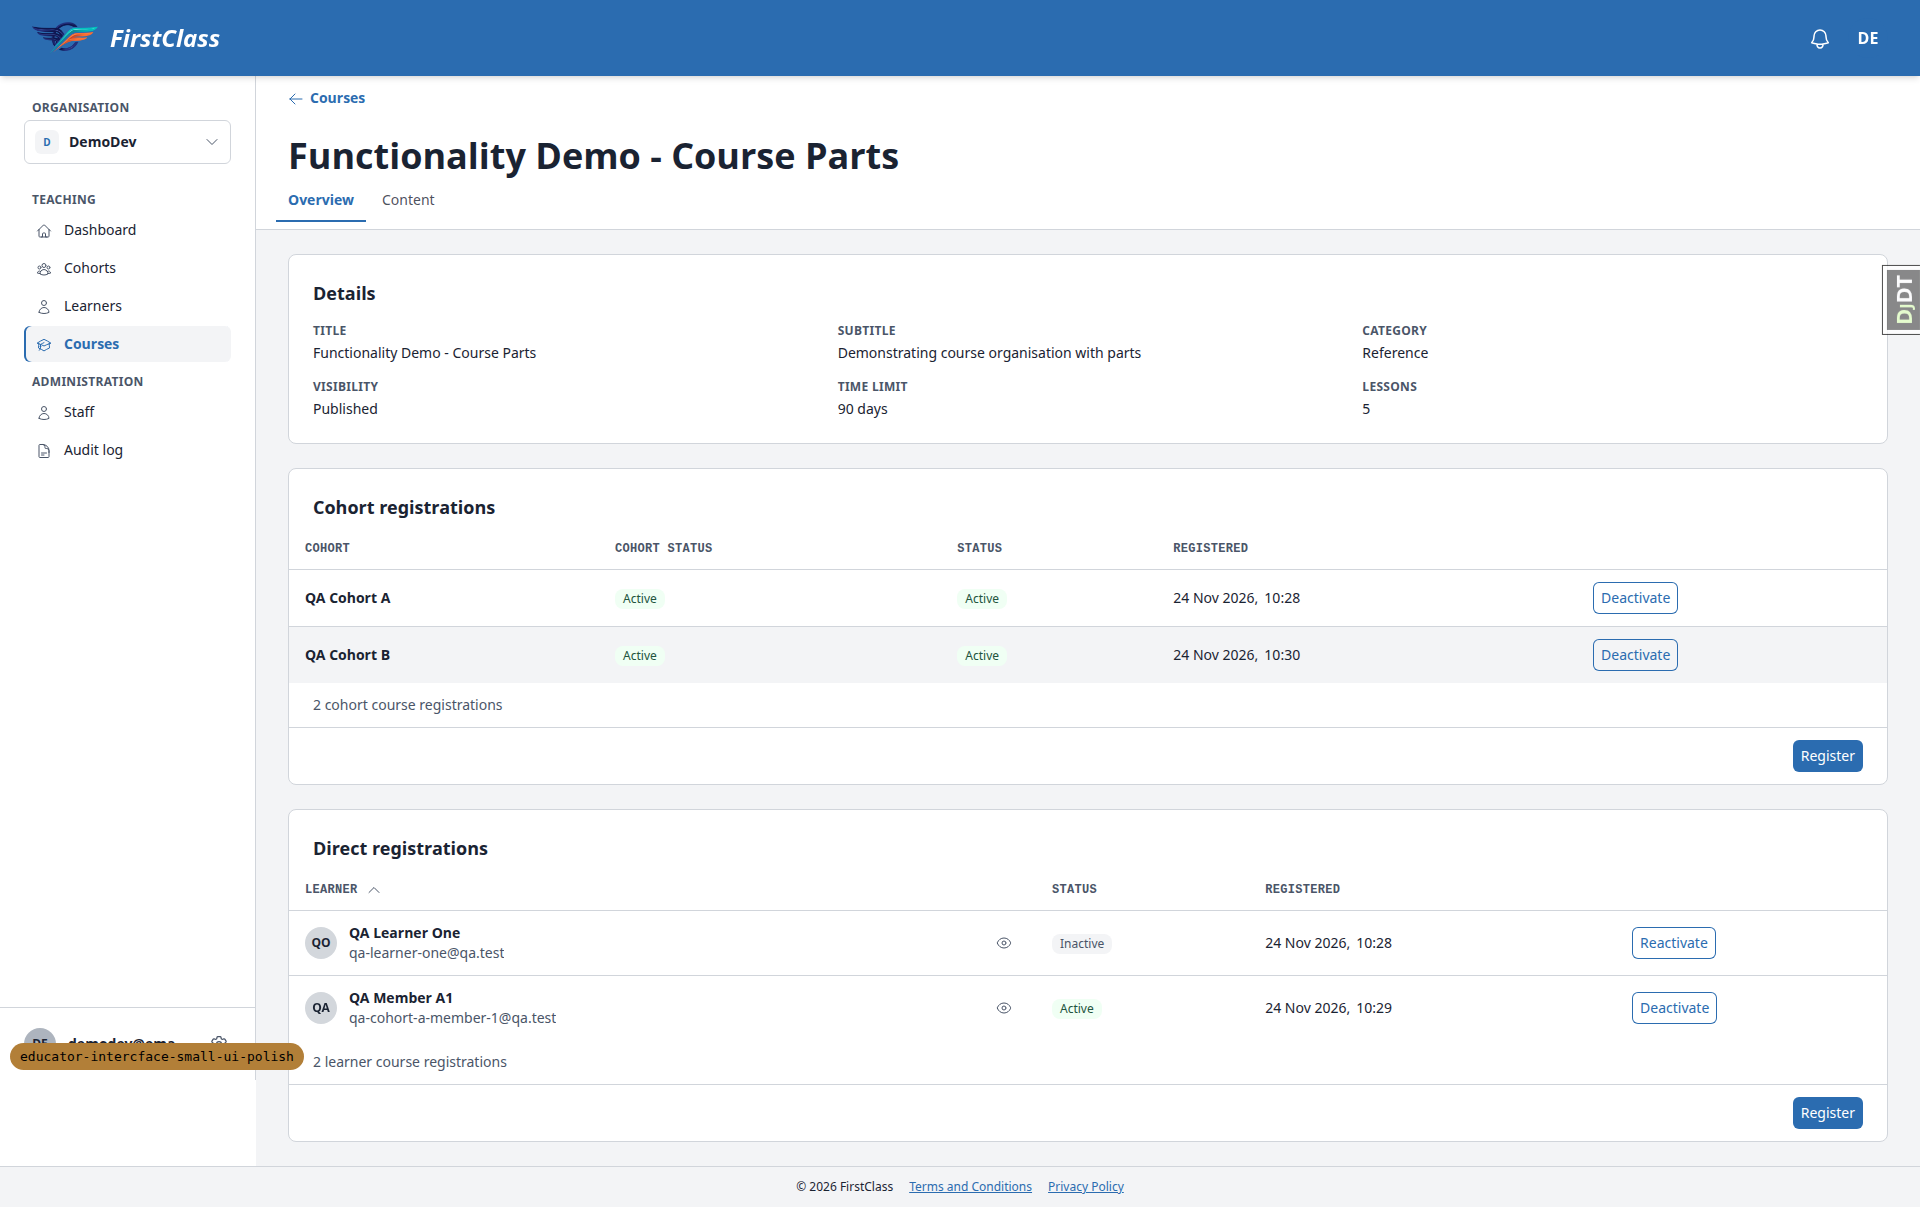 FirstClass
DE
ORGANISATION
D DemoDev
TEACHING
Dashboard
Cohorts
Learners
Courses
ADMINISTRATION
Staff
Audit log
educator-intercface-small-ui-polish
Courses
Functionality Demo - Course Parts
Overview Content
Details
TITLE SUBTITLE CATEGORY
Functionality Demo - Course Parts Demonstrating course organisation with parts Reference
VISIBILITY TIME LIMIT LESSONS
Published 90 days 5
Cohort registrations
COHORT COHORT STATUS STATUS REGISTERED
QA Cohort A Active Active 24 Nov 2026, 10:28 Deactivate
QA Cohort B Active Active 24 Nov 2026, 10:30 Deactivate
2 cohort course registrations
Register
Direct registrations
LEARNER STATUS REGISTERED
QO QA Learner One Inactive 24 Nov 2026, 10:28 Reactivate
qa-learner-one@qa.test
QA QA Member A1 Active 24 Nov 2026, 10:29 Deactivate
qa-cohort-a-member-1@qa.test
2 learner course registrations
Register
DjDT
© 2026 FirstClass Terms and Conditions Privacy Policy